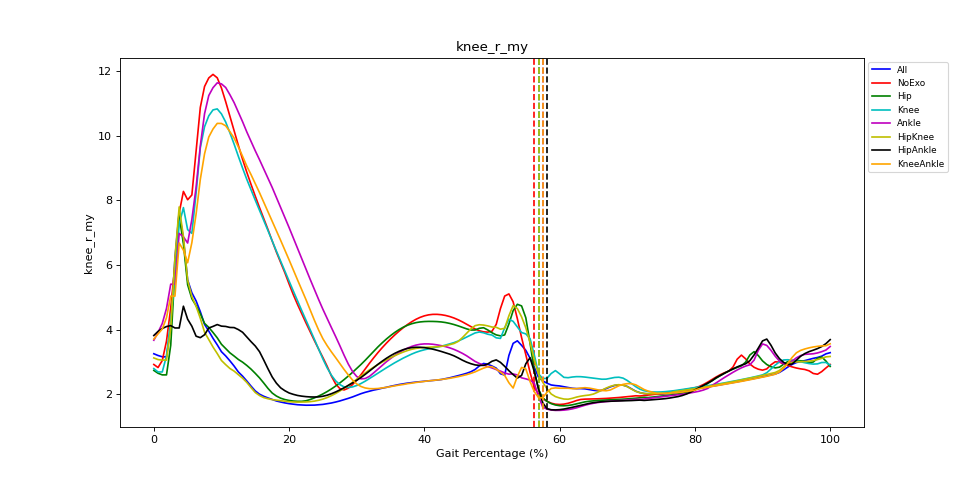 knee_r_my
12
10
8
6
4
2
knee_r_my
0
20
40
60
80
100
Gait Percentage (%)
All
NoExo
Hip
Knee
Ankle
HipKnee
HipAnkle
KneeAnkle